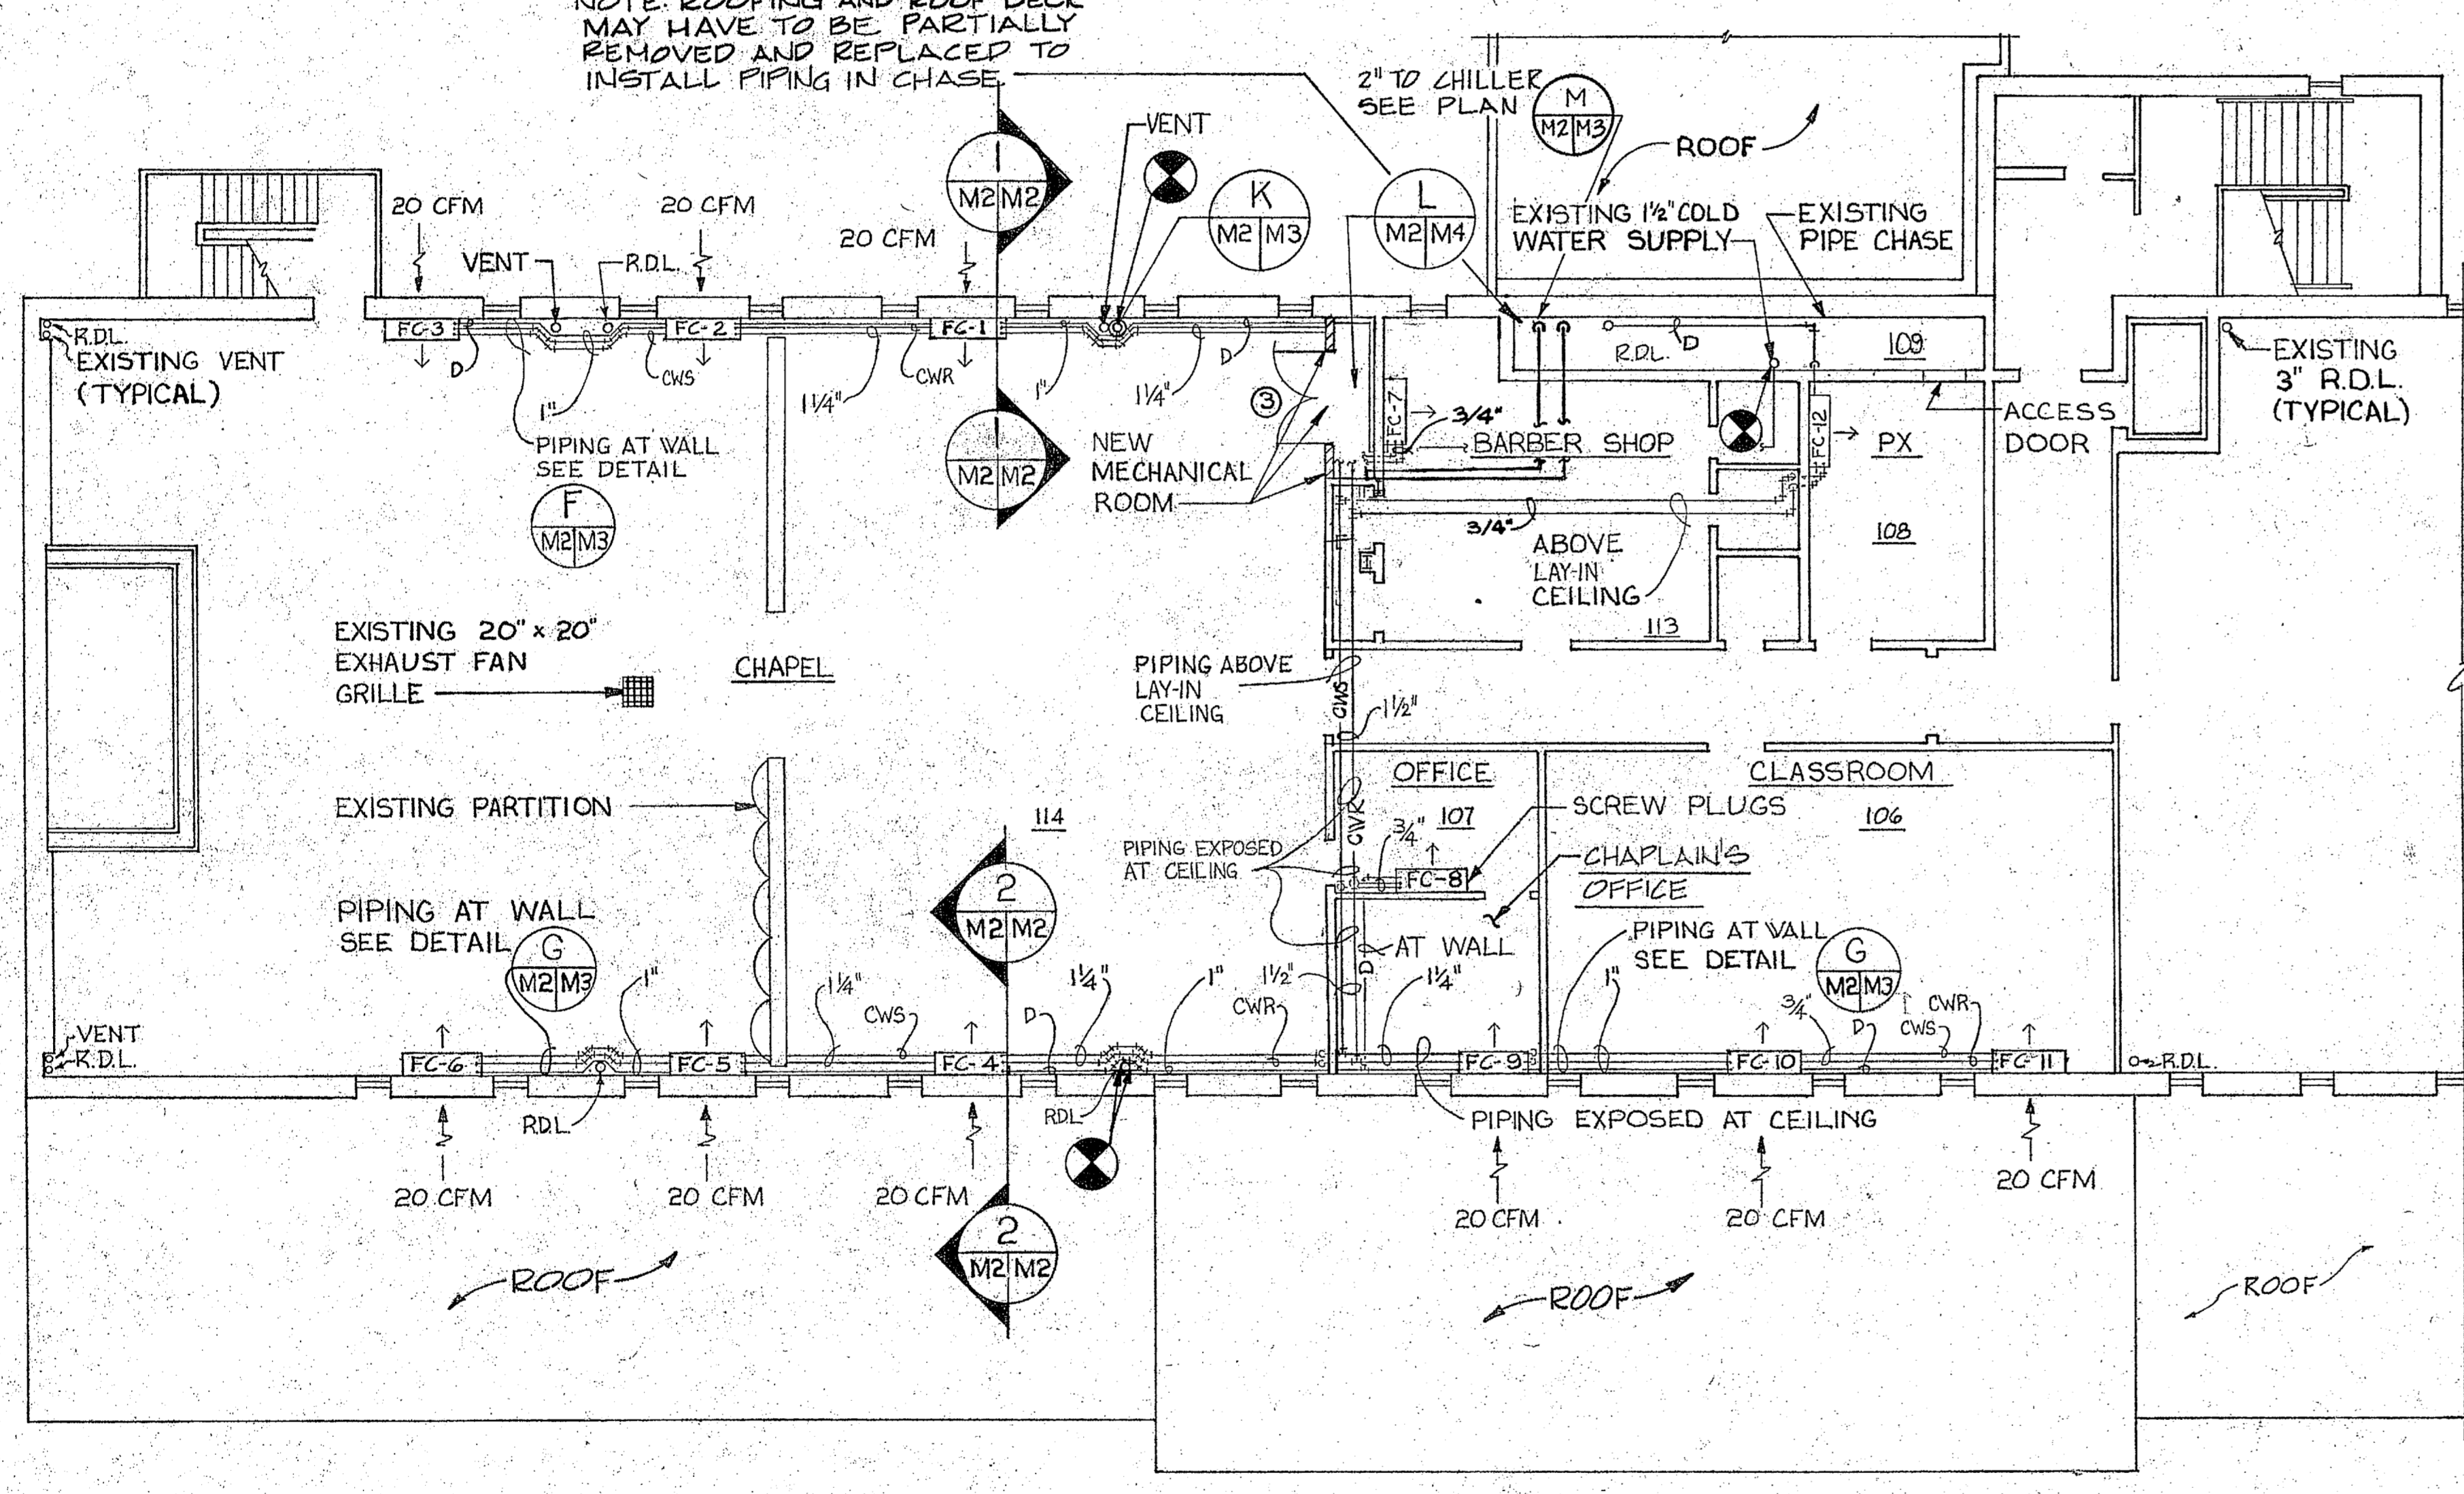 NOTE: ROOFING AND ROOF DECK
MAY HAVE TO BE PARTIALLY
REMOVED AND REPLACED TO
INSTALL PIPING IN CHASE
2" TO CHILLER
SEE PLAN
M
M2 M3
ROOF
VENT
1
M2 M2
K
M2 M3
L
M2 M4
EXISTING 1½" COLD
WATER SUPPLY
EXISTING
PIPE CHASE
20 CFM
20 CFM
20 CFM
VENT
R.D.L.
FC-3
FC-2
FC-1
R.D.L.
EXISTING VENT
(TYPICAL)
D
1"
CWS
1¼"
CWR
1"
1¼"
D
3
R.D.L.
D
109
EXISTING
3" R.D.L.
(TYPICAL)
ACCESS
DOOR
PIPING AT WALL
SEE DETAIL
F
M2 M3
M2 M2
NEW
MECHANICAL
ROOM
FC-7
3/4"
BARBER SHOP
FC-12
PX
108
3/4"
ABOVE
LAY-IN
CEILING
113
EXISTING 20" x 20"
EXHAUST FAN
GRILLE
CHAPEL
PIPING ABOVE
LAY-IN
CEILING
CWS
1½"
EXISTING PARTITION
114
OFFICE
107
CLASSROOM
106
SCREW PLUGS
CWR
3/4"
FC-8
CHAPLAIN'S
OFFICE
PIPING EXPOSED
AT CEILING
2
M2 M2
PIPING AT WALL
SEE DETAIL
G
M2 M3
1"
1¼"
CWS
D
1¼"
1"
CWR
1½"
D
AT WALL
1¼"
PIPING AT WALL
SEE DETAIL
G
M2 M3
1"
3/4"
D
CWS
CWR
VENT
R.D.L.
FC-6
FC-5
FC-4
FC-9
FC-10
FC-11
R.D.L.
RDL
RDL
PIPING EXPOSED AT CEILING
20 CFM
20 CFM
20 CFM
20 CFM
20 CFM
20 CFM
2
M2 M2
ROOF
ROOF
ROOF